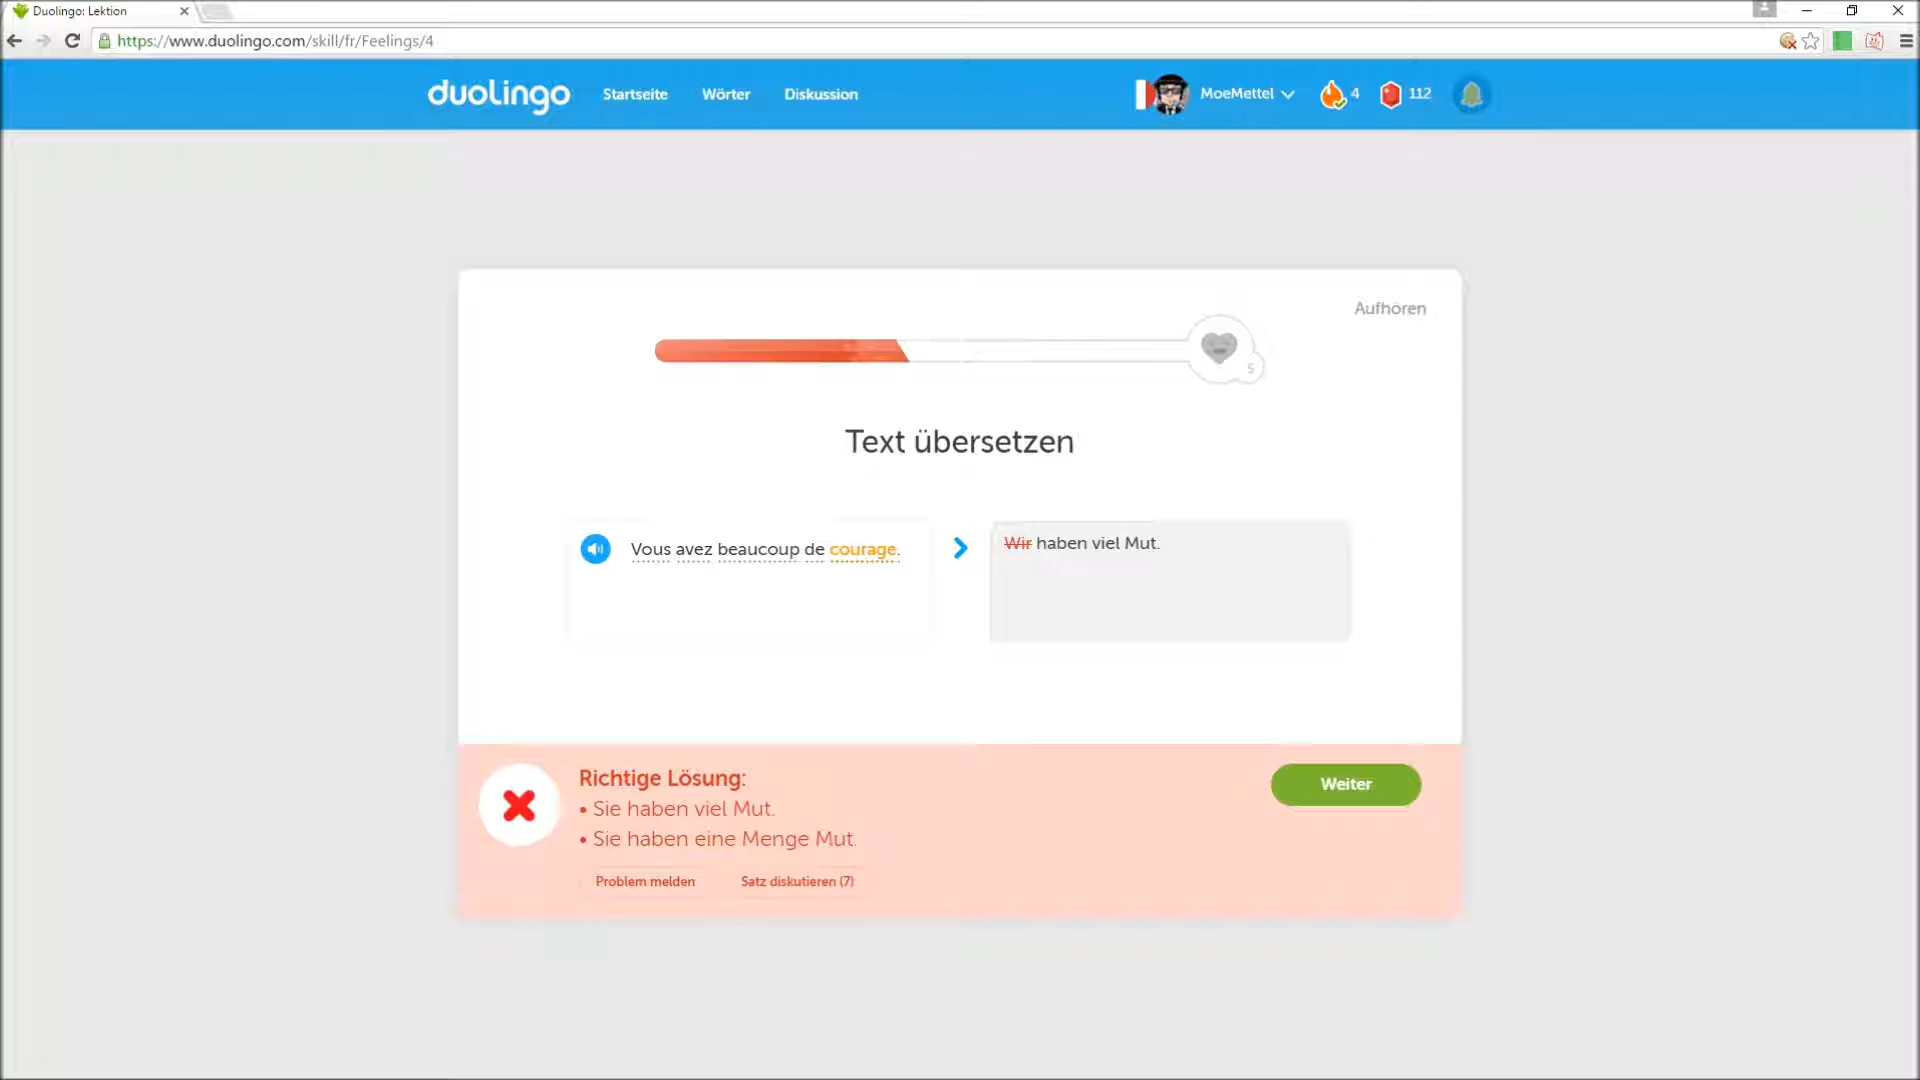 Duolingo: Lektion
https://www.duolingo.com/skill/fr/Feelings/4
duolingo Startseite Wörter Diskussion MoeMettel 4 112
Aufhören
5
Text übersetzen
Vous avez beaucoup de courage.
Wir haben viel Mut.
Richtige Lösung:
• Sie haben viel Mut.
• Sie haben eine Menge Mut.
Weiter
Problem melden Satz diskutieren (7)